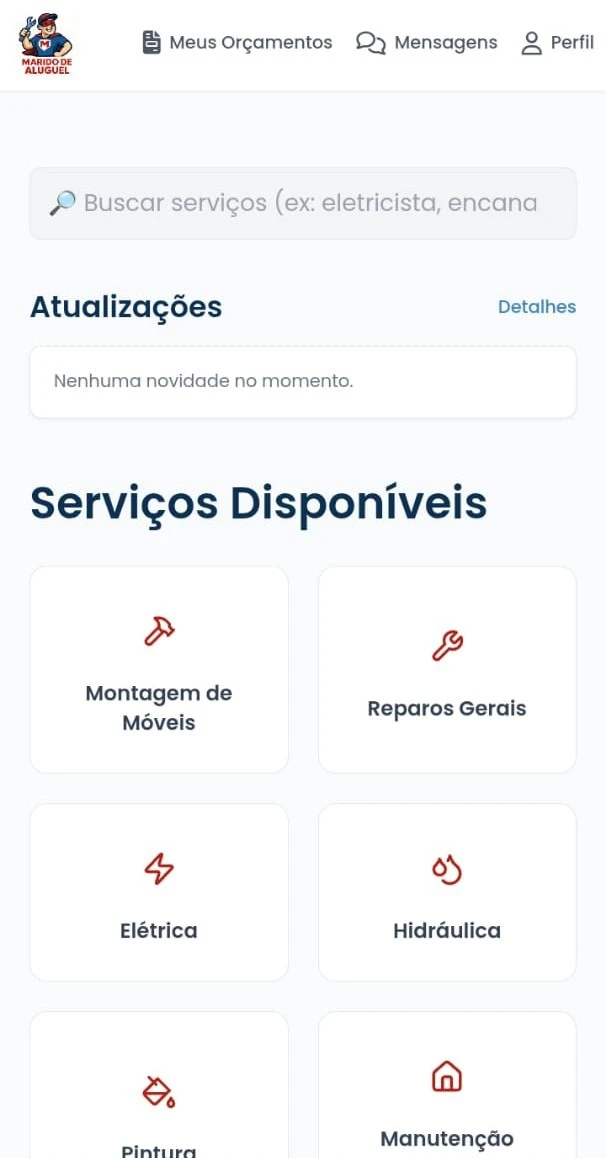 M
MARIDO DE
ALUGUEL
Meus Orçamentos
Mensagens
Perfil
Buscar serviços (ex: eletricista, encana
Atualizações
Detalhes
Nenhuma novidade no momento.
Serviços Disponíveis
Montagem de
Móveis
Reparos Gerais
Elétrica
Hidráulica
Pintura
Manutenção